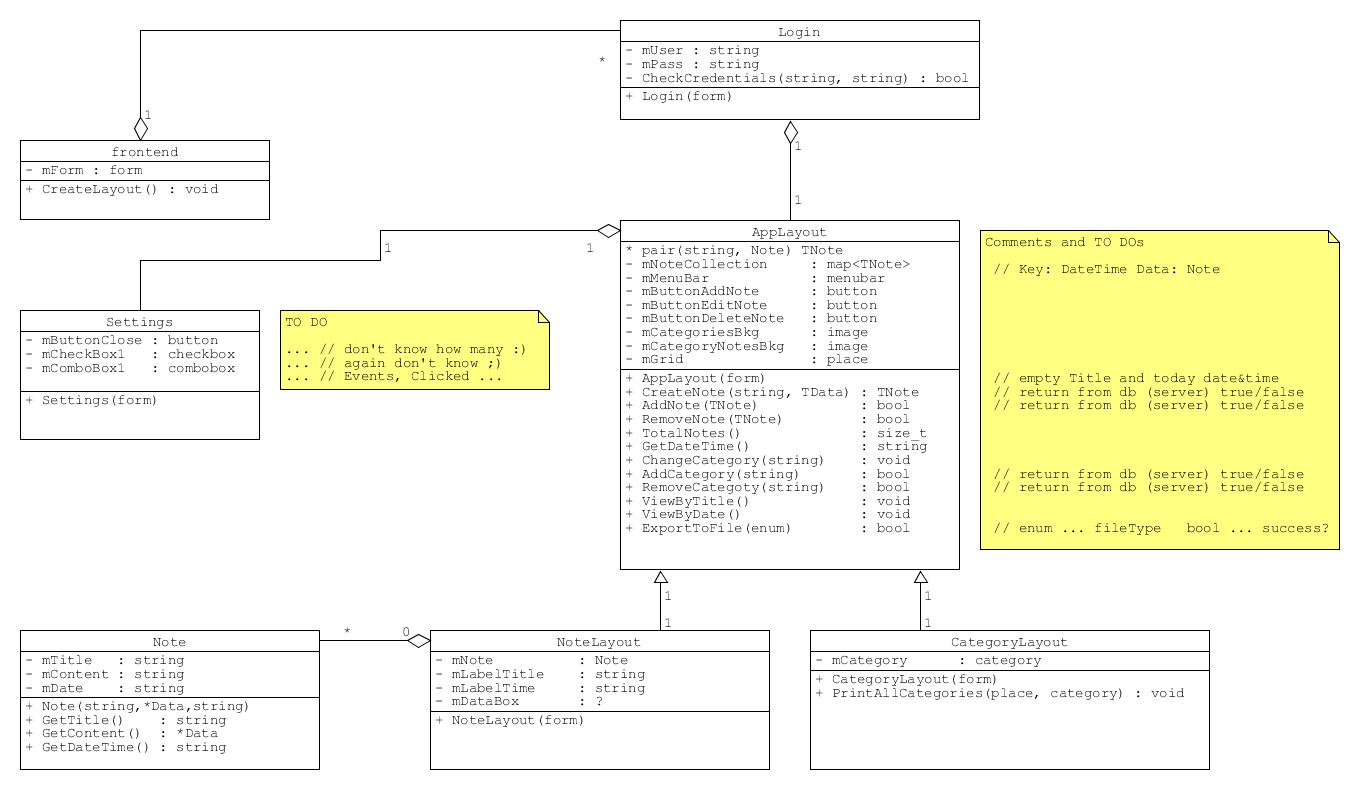 Login
- mUser : string
- mPass : string
- CheckCredentials(string, string) : bool
+ Login(form)
*
1
frontend
- mForm : form
+ CreateLayout() : void
1
1
1
1
AppLayout
* pair(string, Note) TNote
- mNoteCollection : map<TNote>
- mMenuBar : menubar
- mButtonAddNote : button
- mButtonEditNote : button
- mButtonDeleteNote : button
- mCategoriesBkg : image
- mCategoryNotesBkg : image
- mGrid : place
+ AppLayout(form)
+ CreateNote(string, TData) : TNote
+ AddNote(TNote) : bool
+ RemoveNote(TNote) : bool
+ TotalNotes() : size_t
+ GetDateTime() : string
+ ChangeCategory(string) : void
+ AddCategory(string) : bool
+ RemoveCategoty(string) : bool
+ ViewByTitle() : void
+ ViewByDate() : void
+ ExportToFile(enum) : bool
Comments and TO DOs
// Key: DateTime Data: Note
// empty Title and today date&time
// return from db (server) true/false
// return from db (server) true/false
// return from db (server) true/false
// return from db (server) true/false
// enum ... fileType bool ... success?
Settings
- mButtonClose : button
- mCheckBox1 : checkbox
- mComboBox1 : combobox
+ Settings(form)
TO DO
... // don't know how many :)
... // again don't know ;)
... // Events, Clicked ...
1
1
1
1
*
0
Note
- mTitle : string
- mContent : string
- mDate : string
+ Note(string,*Data,string)
+ GetTitle() : string
+ GetContent() : *Data
+ GetDateTime() : string
NoteLayout
- mNote : Note
- mLabelTitle : string
- mLabelTime : string
- mDataBox : ?
+ NoteLayout(form)
CategoryLayout
- mCategory : category
+ CategoryLayout(form)
+ PrintAllCategories(place, category) : void